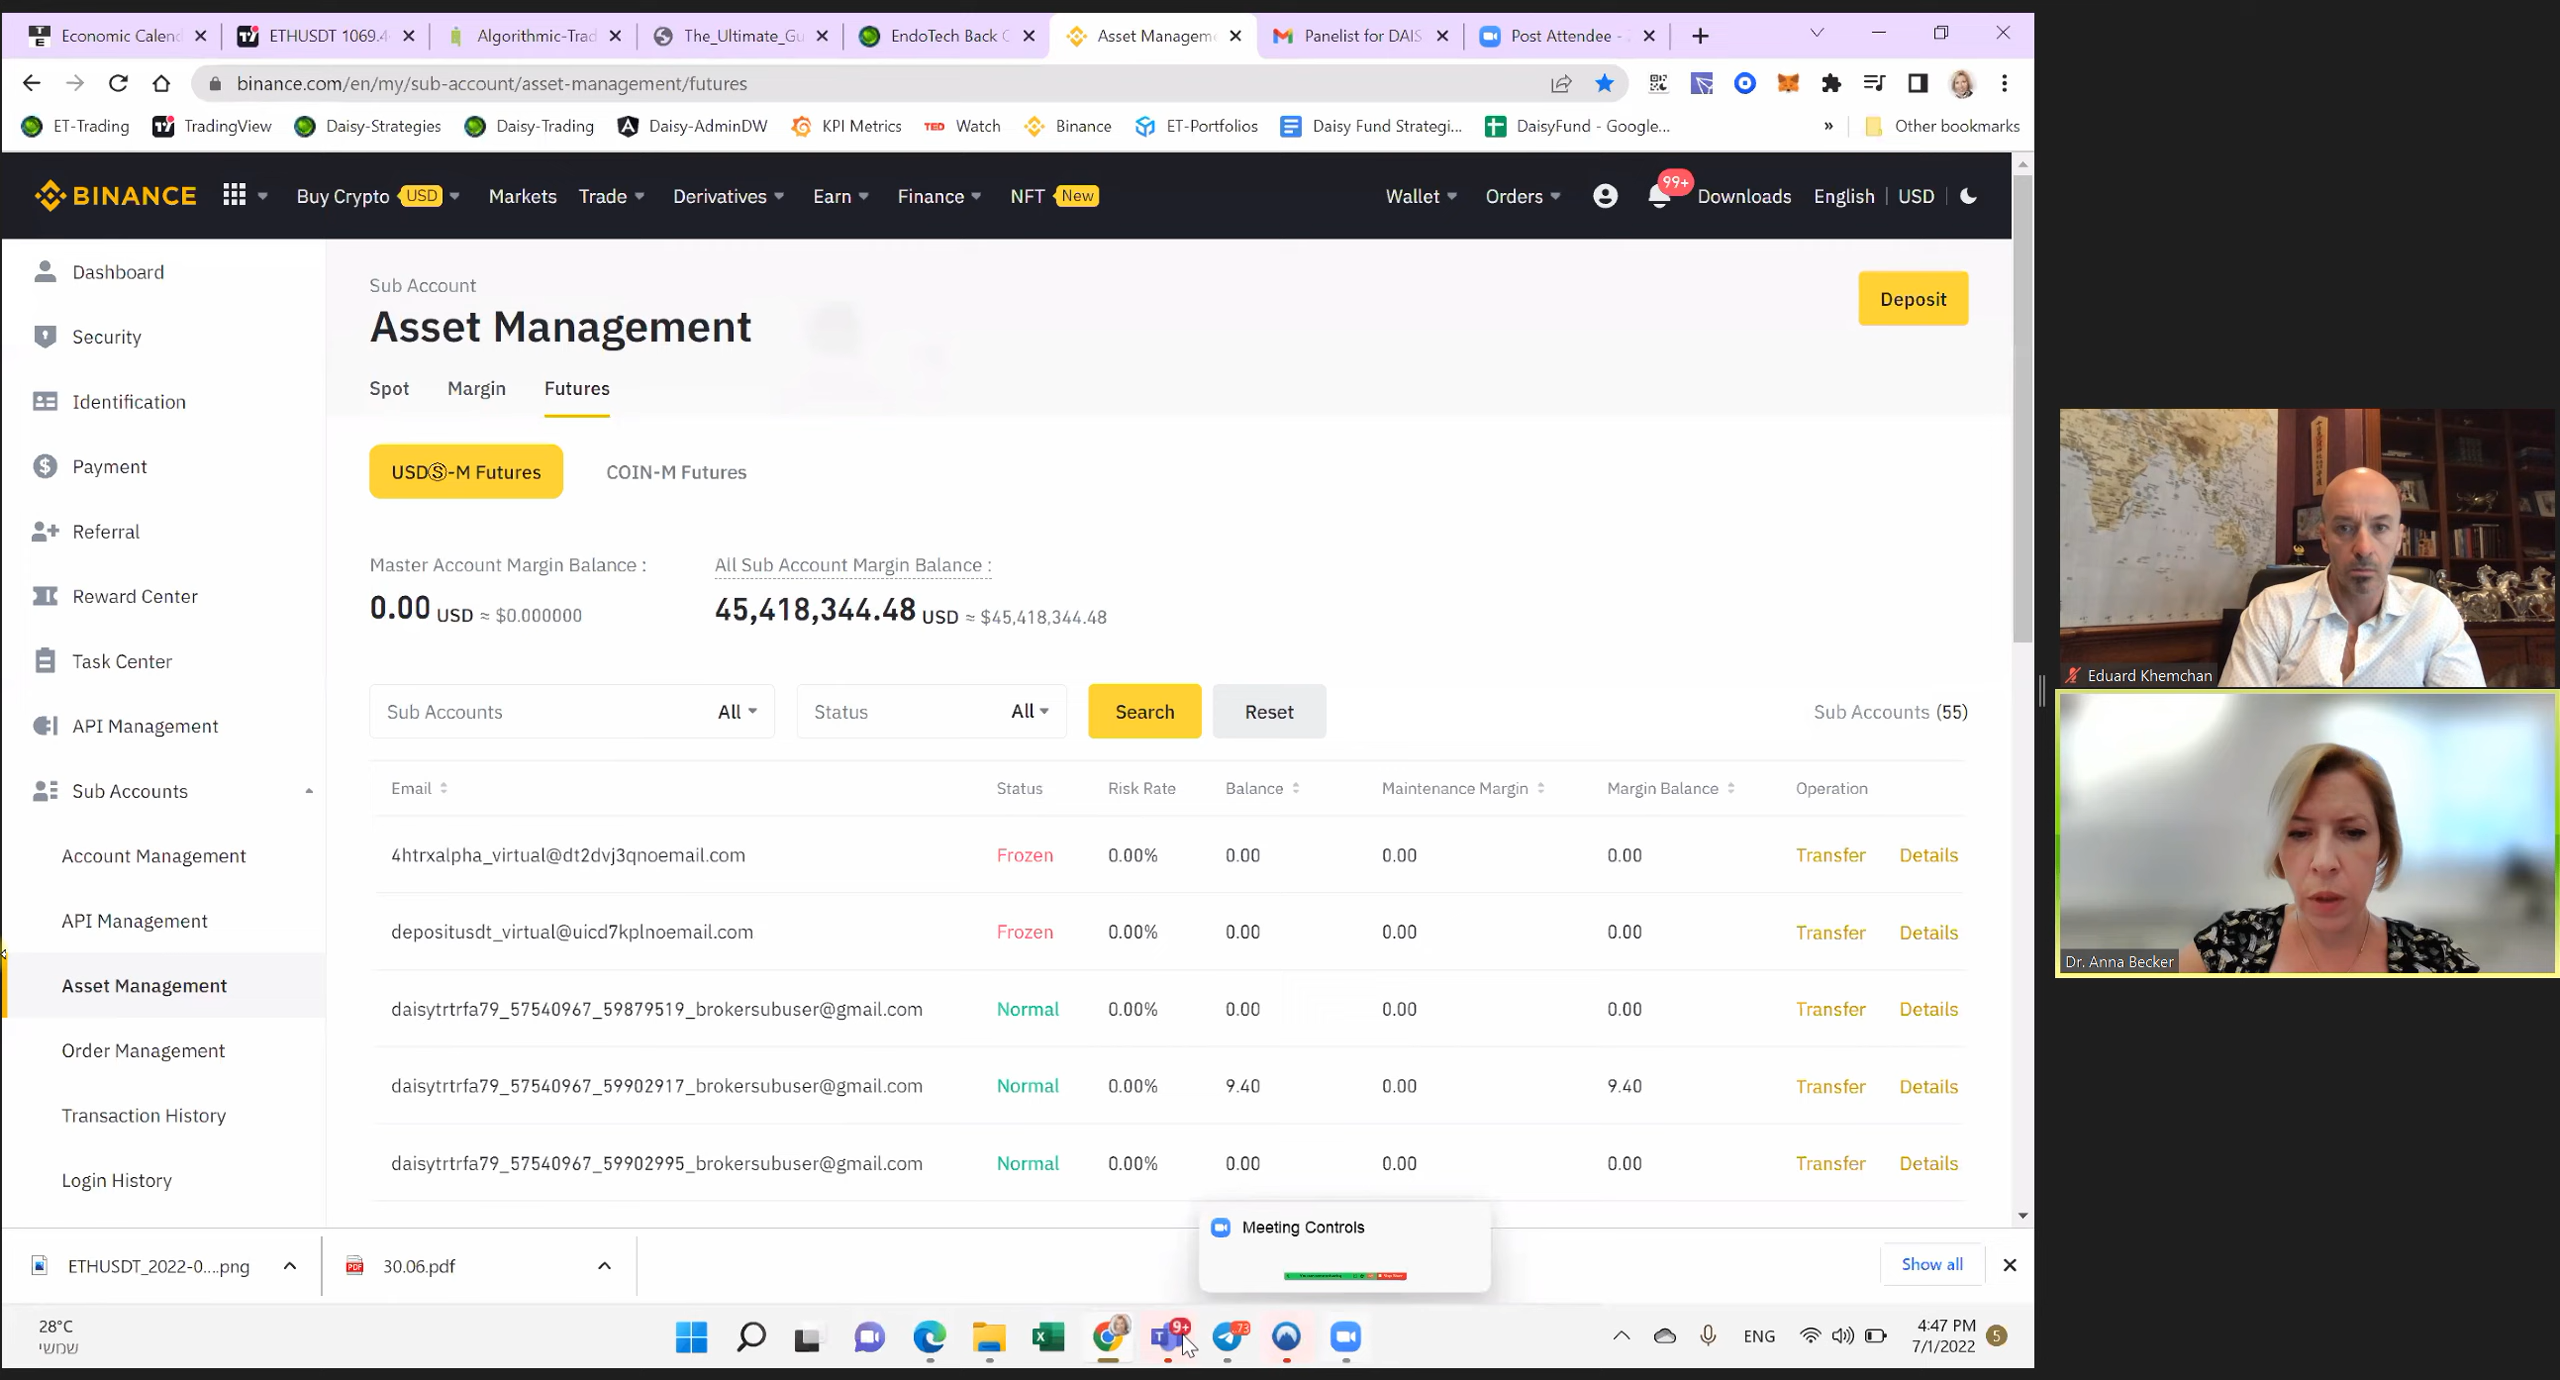 Economic Calend
ETHUSDT 1069.4
Algorithmic-Trad
The_Ultimate_Gu
EndoTech Back
Asset Managem
Panelist for DAIS
Post Attendee -
binance.com/en/my/sub-account/asset-management/futures
ET-Trading
TradingView
Daisy-Strategies
Daisy-Trading
Daisy-AdminDW
KPI Metrics
TED Watch
Binance
ET-Portfolios
Daisy Fund Strategi...
DaisyFund - Google...
»
Other bookmarks
BINANCE
Buy Crypto USD
Markets
Trade
Derivatives
Earn
Finance
NFT New
Wallet
Orders
99+
Downloads
English | USD
Dashboard
Security
Identification
Payment
Referral
Reward Center
Task Center
API Management
Sub Accounts
Account Management
API Management
Asset Management
Order Management
Transaction History
Login History
Sub Account
Asset Management
Deposit
Spot Margin Futures
USDⓈ-M Futures COIN-M Futures
Master Account Margin Balance :
0.00 USD ≈ $0.000000
All Sub Account Margin Balance :
45,418,344.48 USD ≈ $45,418,344.48
Sub Accounts All
Status All
Search
Reset
Sub Accounts (55)
Email Status Risk Rate Balance Maintenance Margin Margin Balance Operation
4htrxalpha_virtual@dt2dvj3qnoemail.com Frozen 0.00% 0.00 0.00 0.00 Transfer Details
depositusdt_virtual@uicd7kplnoemail.com Frozen 0.00% 0.00 0.00 0.00 Transfer Details
daisytrtrfa79_57540967_59879519_brokersubuser@gmail.com Normal 0.00% 0.00 0.00 0.00 Transfer Details
daisytrtrfa79_57540967_59902917_brokersubuser@gmail.com Normal 0.00% 9.40 0.00 9.40 Transfer Details
daisytrtrfa79_57540967_59902995_brokersubuser@gmail.com Normal 0.00% 0.00 0.00 0.00 Transfer Details
Meeting Controls
ETHUSDT_2022-0....png
30.06.pdf
Show all
28°C
שמשי
9+
73
ENG
4:47 PM
7/1/2022
5
Eduard Khemchan
Dr. Anna Becker